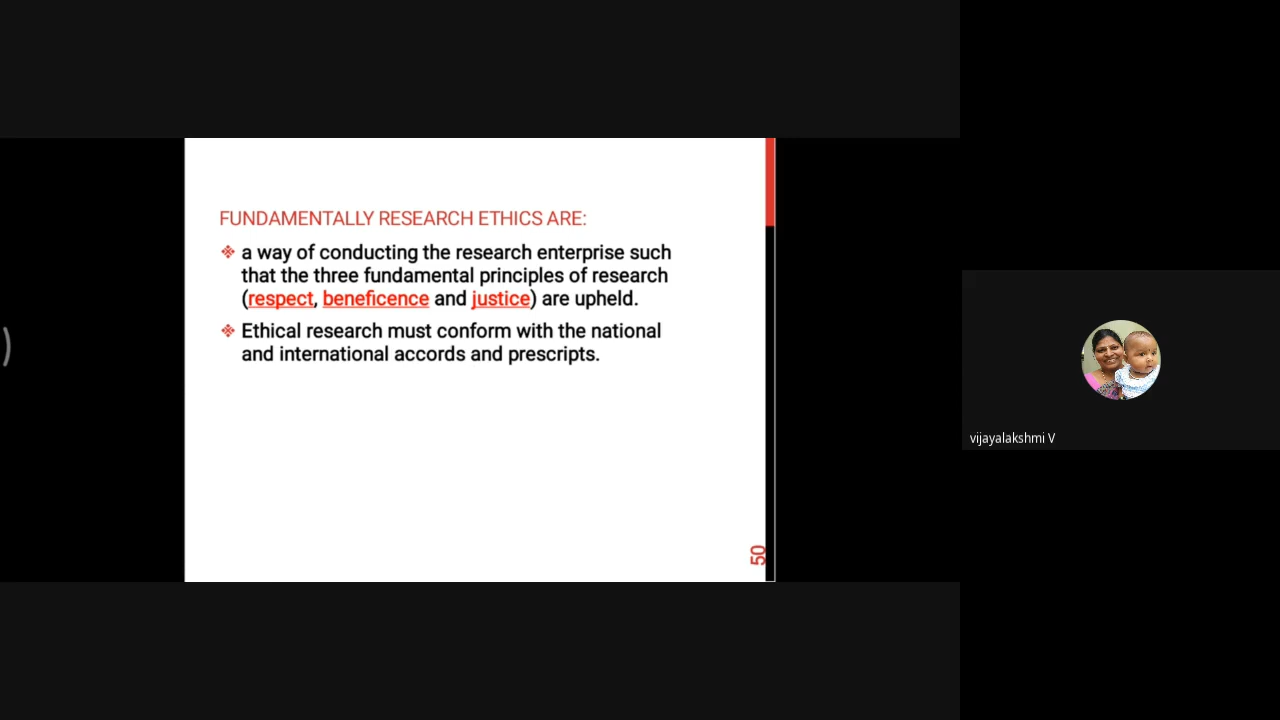 FUNDAMENTALLY RESEARCH ETHICS ARE:
❖ a way of conducting the research enterprise such
that the three fundamental principles of research
(respect, beneficence and justice) are upheld.
❖ Ethical research must conform with the national
and international accords and prescripts.
50
vijayalakshmi V